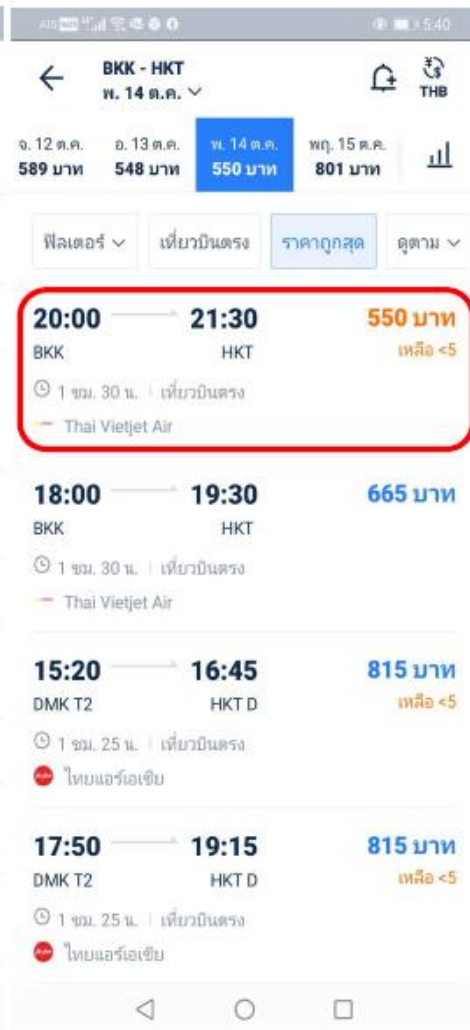 AIS
5:40
BKK - HKT
พ. 14 ต.ค.
THB
จ. 12 ต.ค.
589 บาท
อ. 13 ต.ค.
548 บาท
พ. 14 ต.ค.
550 บาท
พฤ. 15 ต.ค.
801 บาท
ฟิลเตอร์
เที่ยวบินตรง
ราคาถูกสุด
ดูตาม
20:00 21:30 550 บาท
BKK HKT เหลือ <5
1 ชม. 30 น. เที่ยวบินตรง
Thai Vietjet Air
18:00 19:30 665 บาท
BKK HKT
1 ชม. 30 น. เที่ยวบินตรง
Thai Vietjet Air
15:20 16:45 815 บาท
DMK T2 HKT D เหลือ <5
1 ชม. 25 น. เที่ยวบินตรง
ไทยแอร์เอเชีย
17:50 19:15 815 บาท
DMK T2 HKT D เหลือ <5
1 ชม. 25 น. เที่ยวบินตรง
ไทยแอร์เอเชีย